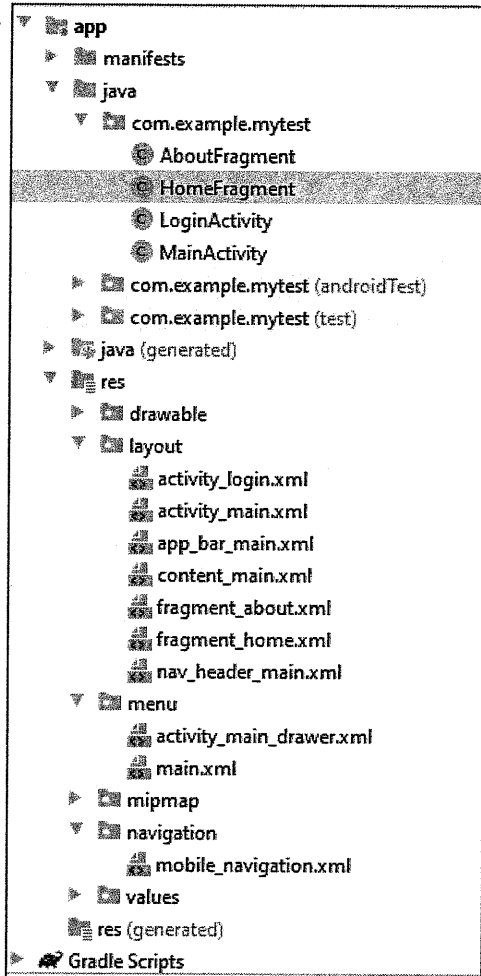 app
manifests
java
com.example.mytest
AboutFragment
HomeFragment
LoginActivity
MainActivity
com.example.mytest (androidTest)
com.example.mytest (test)
java (generated)
res
drawable
layout
activity_login.xml
activity_main.xml
app_bar_main.xml
content_main.xml
fragment_about.xml
fragment_home.xml
nav_header_main.xml
menu
activity_main_drawer.xml
main.xml
mipmap
navigation
mobile_navigation.xml
values
res (generated)
Gradle Scripts